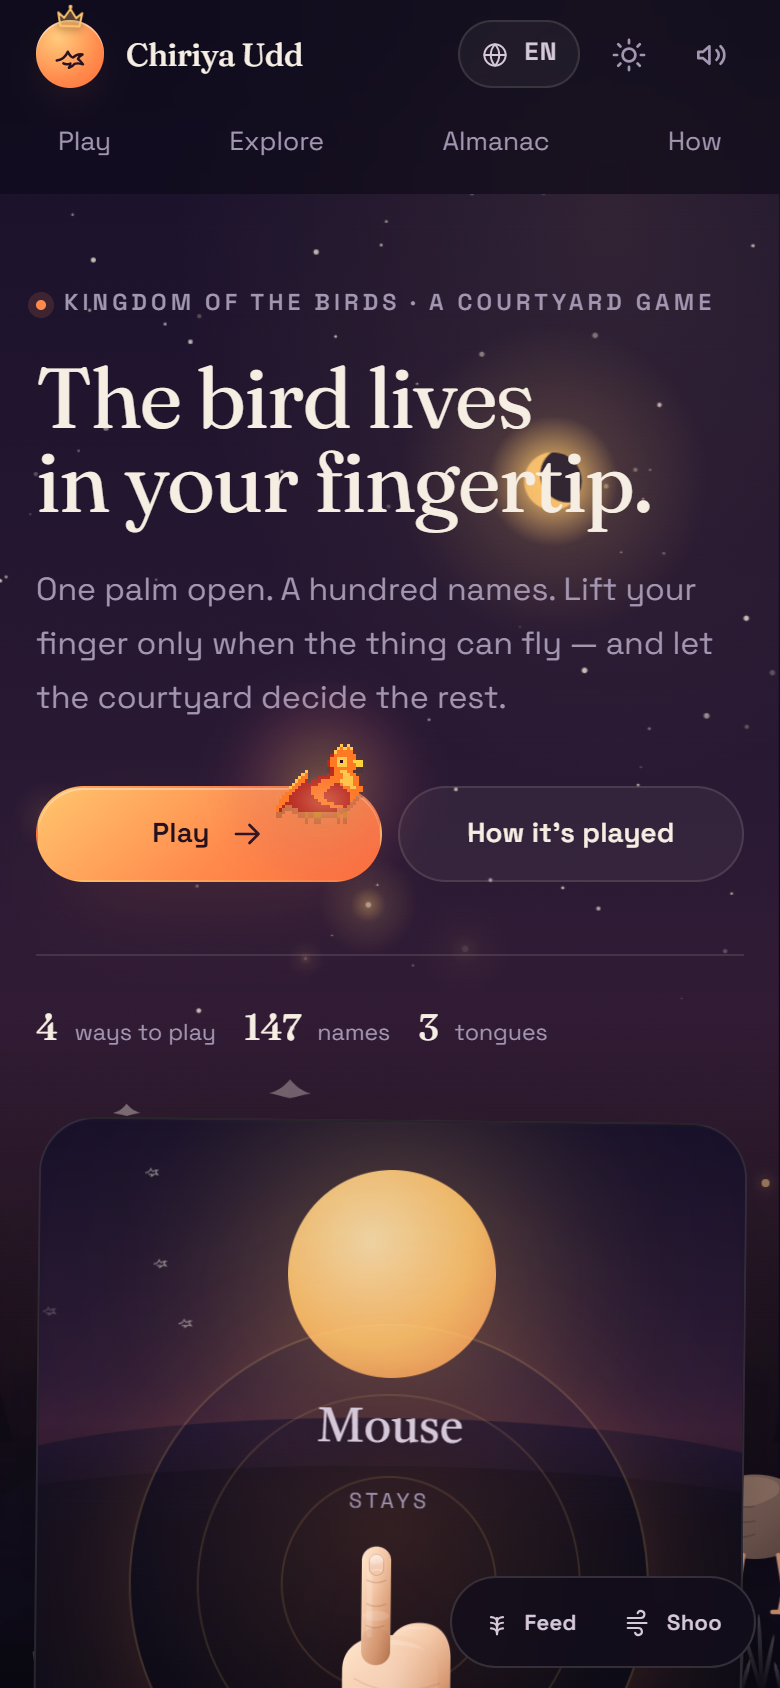 Chiriya Udd
EN
Play Explore Almanac How
KINGDOM OF THE BIRDS · A COURTYARD GAME
The bird lives
in your fingertip.
One palm open. A hundred names. Lift your
finger only when the thing can fly — and let
the courtyard decide the rest.
Play → How it's played
4 ways to play 147 names 3 tongues
Mouse
STAYS
Feed Shoo